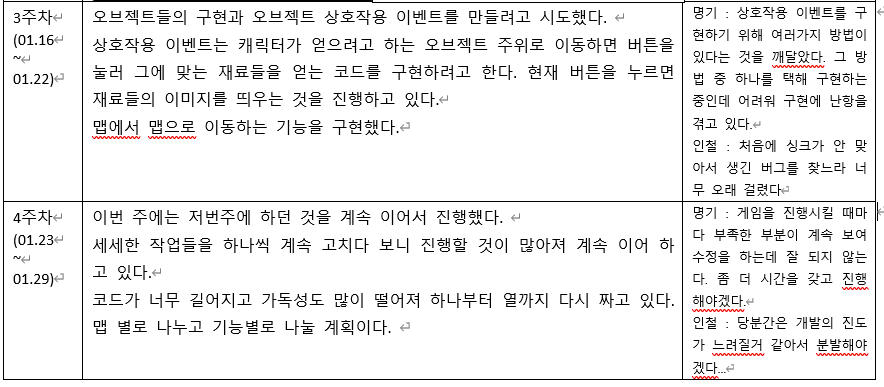 3주차
(01.16
~
01.22)
오브젝트들의 구현과 오브젝트 상호작용 이벤트를 만들려고 시도했다.
상호작용 이벤트는 캐릭터가 얻으려고 하는 오브젝트 주위로 이동하면 버튼을
눌러 그에 맞는 재료들을 얻는 코드를 구현하려고 한다. 현재 버튼을 누르면
재료들의 이미지를 띄우는 것을 진행하고 있다.
맵에서 맵으로 이동하는 기능을 구현했다.
명기 : 상호작용 이벤트를 구
현하기 위해 여러가지 방법이
있다는 것을 깨달았다. 그 방
법 중 하나를 택해 구현하는
중인데 어려워 구현에 난항을
겪고 있다.
인철 : 처음에 싱크가 안 맞
아서 생긴 버그를 찾느라 너
무 오래 걸렸다
4주차
(01.23
~
01.29)
이번 주에는 저번주에 하던 것을 계속 이어서 진행했다.
세세한 작업들을 하나씩 계속 고치다 보니 진행할 것이 많아져 계속 이어 하
고 있다.
코드가 너무 길어지고 가독성도 많이 떨어져 하나부터 열까지 다시 짜고 있다.
맵 별로 나누고 기능별로 나눌 계획이다.
명기 : 게임을 진행시킬 때마
다 부족한 부분이 계속 보여
수정을 하는데 잘 되지 않는
다. 좀 더 시간을 갖고 진행
해야겠다.
인철 : 당분간은 개발의 진도
가 느려질거 같아서 분발해야
겠다...